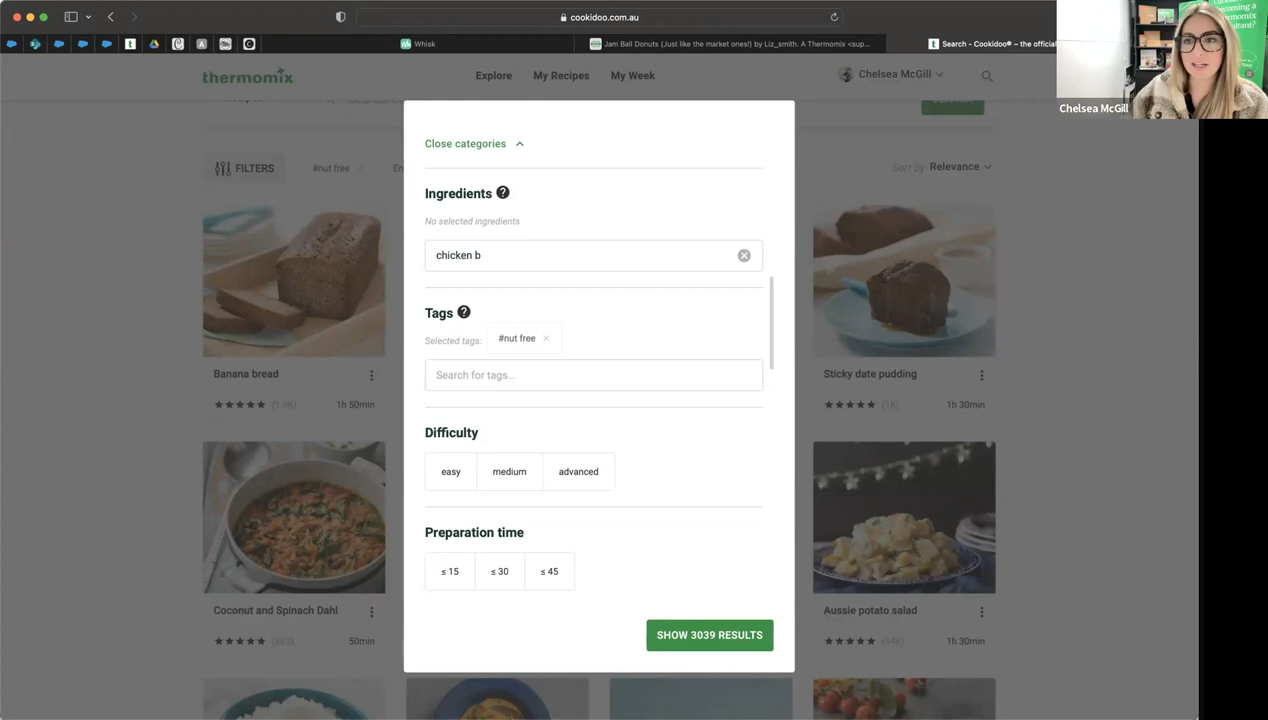 cookidoo.com.au
Whisk
Jam Ball Donuts (Just like the market ones!) by Liz_smith. A Thermomix <sup...
Search - Cookidoo® – the official
thermomix
Explore
My Recipes
My Week
Chelsea McGill
Chelsea McGill
FILTERS
#nut free
Sort by
Relevance
Close categories
Ingredients
No selected ingredients
chicken b
Tags
Selected tags:
#nut free
Search for tags...
Difficulty
easy
medium
advanced
Preparation time
≤ 15
≤ 30
≤ 45
SHOW 3039 RESULTS
Banana bread
1h 50min
Sticky date pudding
(1K)
1h 30min
Coconut and Spinach Dahl
50min
Aussie potato salad
(548)
1h 30min